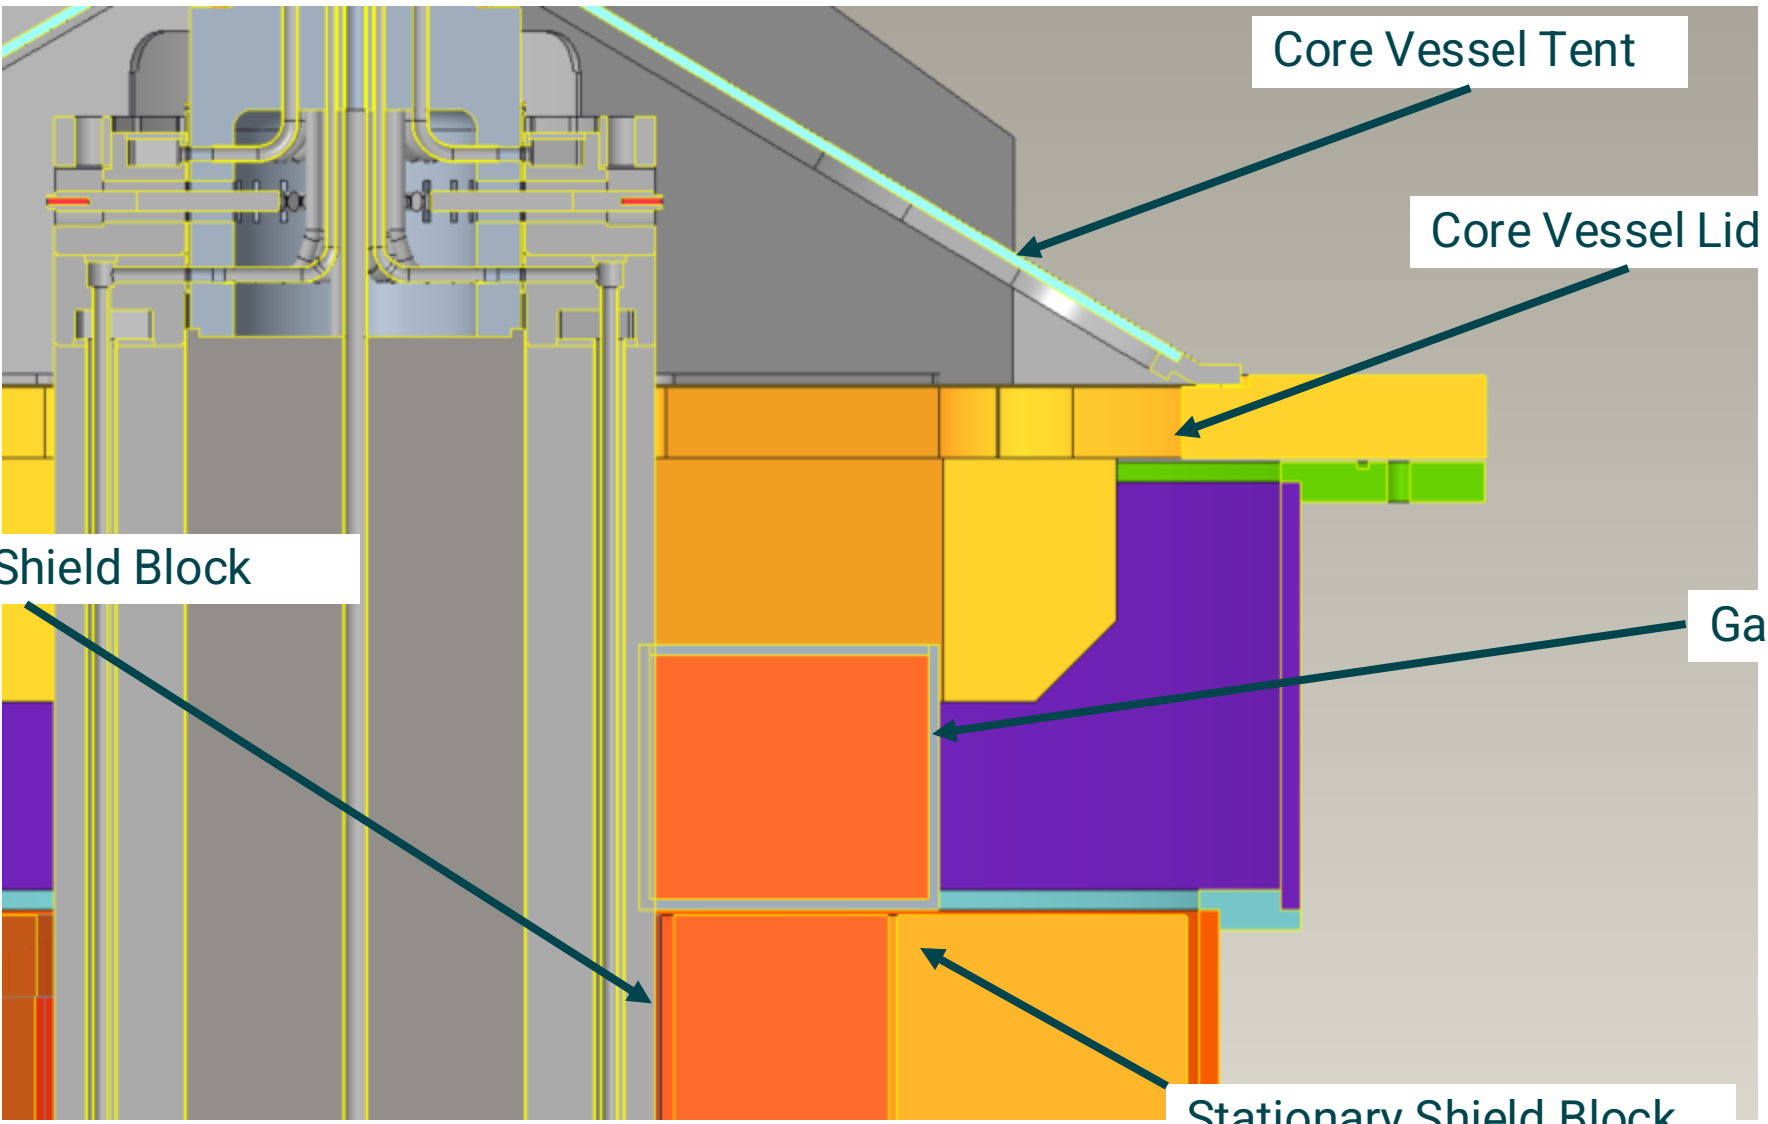 Core Vessel Tent
Core Vessel Lid
Shield Block
Ga
Stationary Shield Block